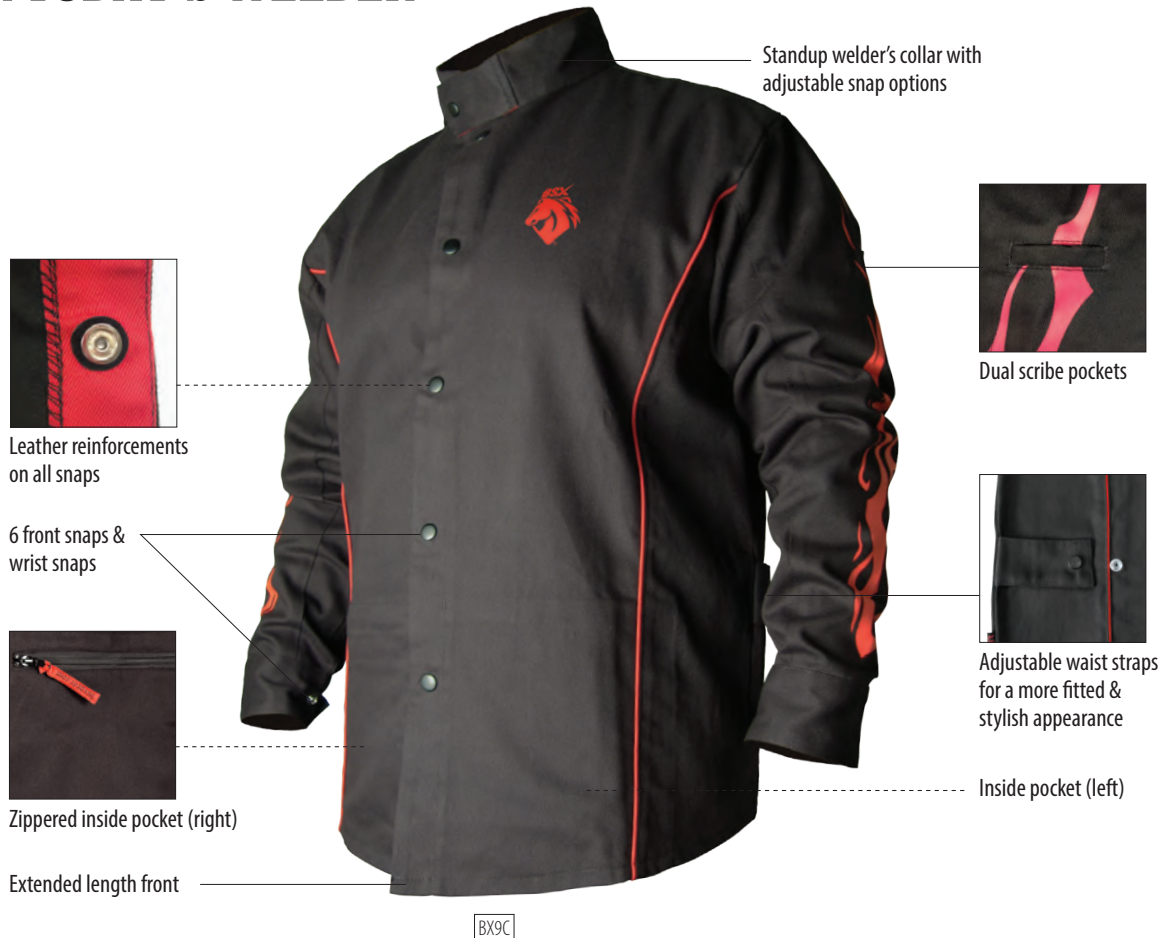 Standup welder's collar with
adjustable snap options
BSX
Dual scribe pockets
Leather reinforcements
on all snaps
6 front snaps &
wrist snaps
Adjustable waist straps
for a more fitted &
stylish appearance
Inside pocket (left)
Zippered inside pocket (right)
Extended length front
BX9C